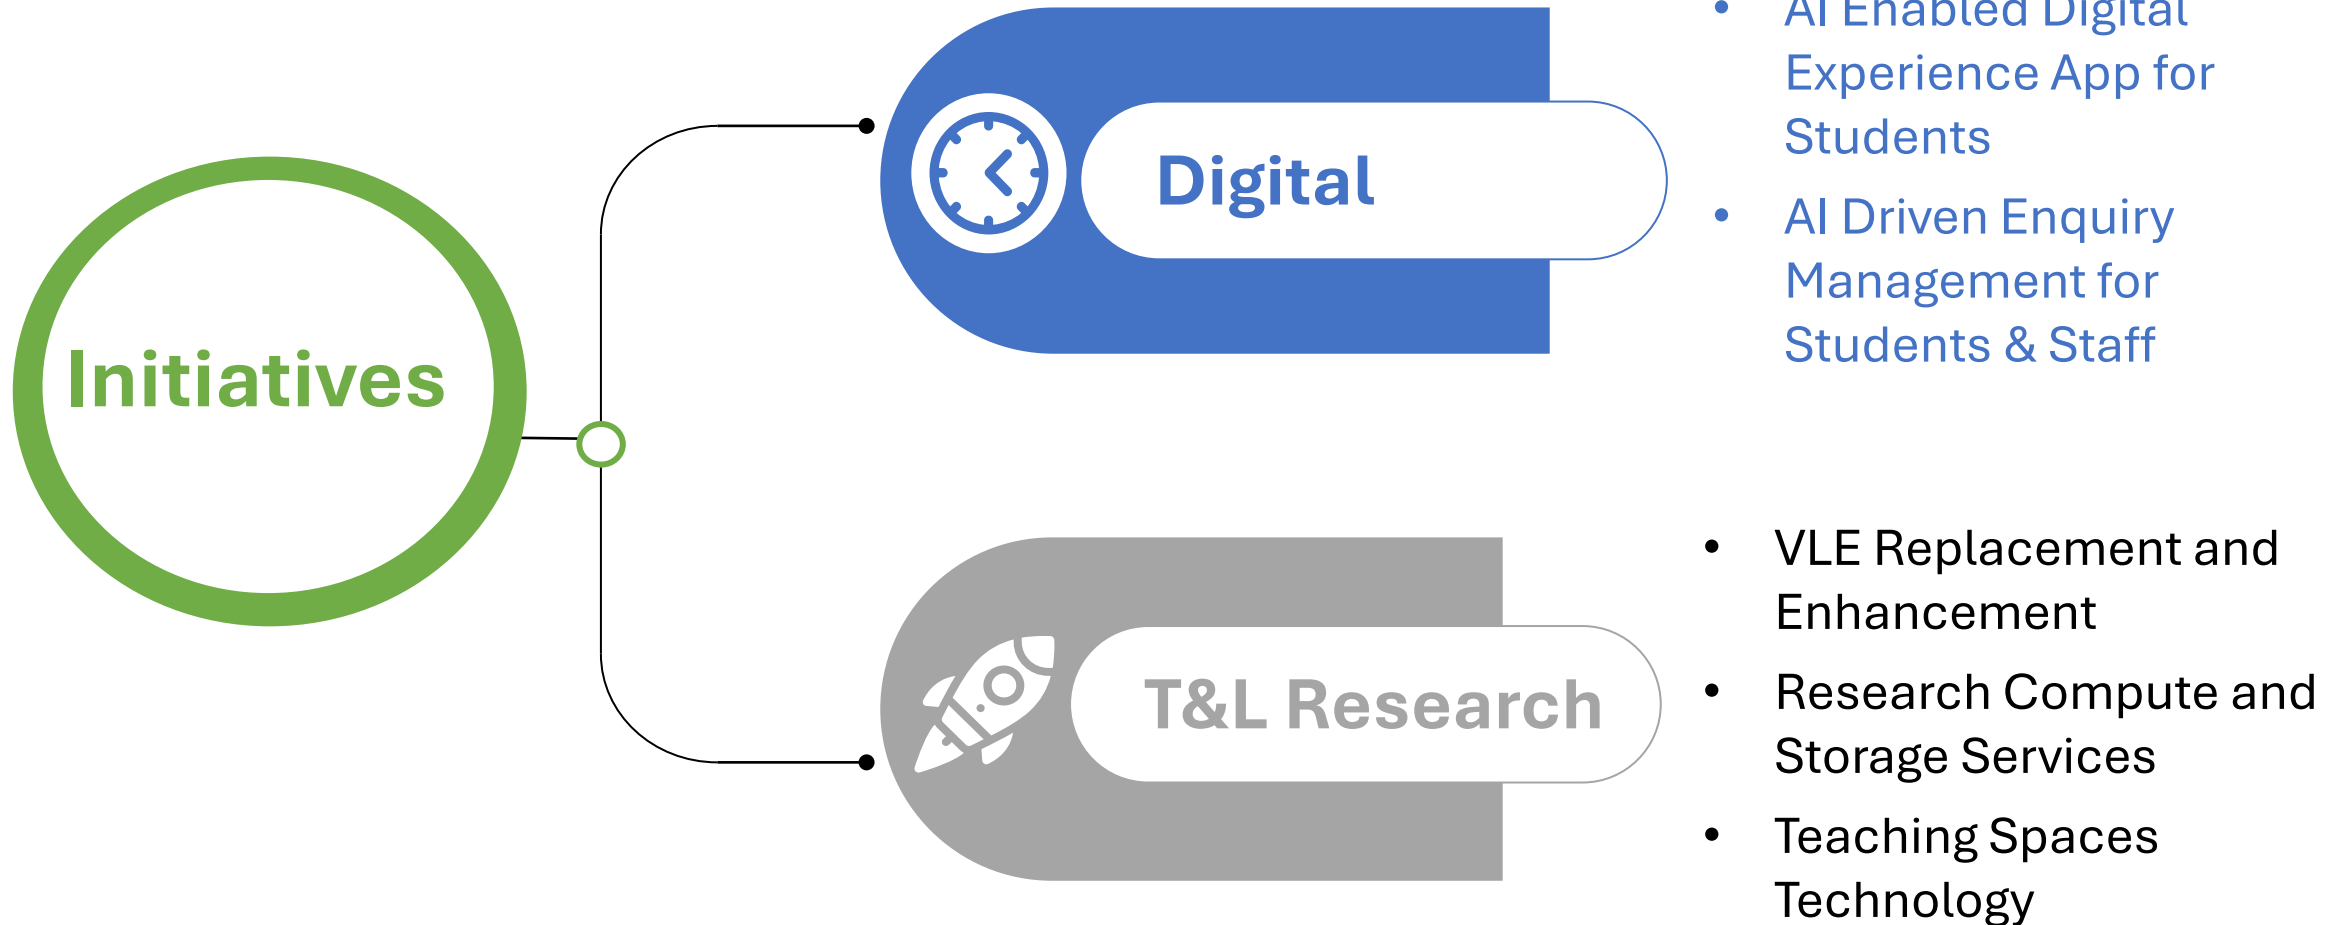 Initiatives
Digital
• AI Enabled Digital
Experience App for
Students
• AI Driven Enquiry
Management for
Students & Staff
T&L Research
• VLE Replacement and
Enhancement
• Research Compute and
Storage Services
• Teaching Spaces
Technology